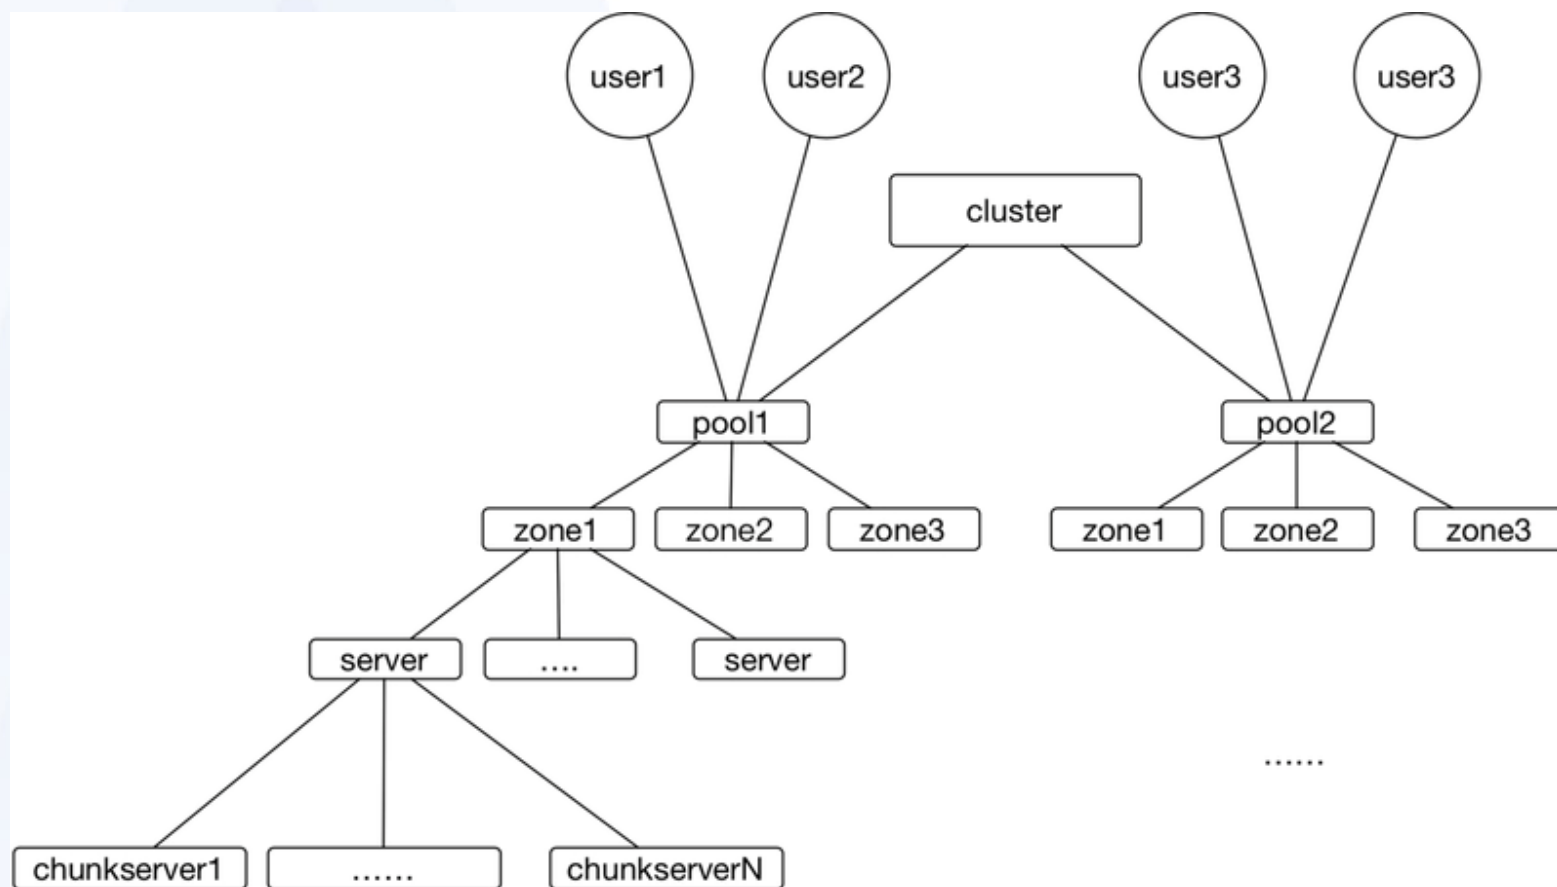 user1
user2
user3
user3
cluster
pool1
pool2
zone1
zone2
zone3
zone1
zone2
zone3
server
....
server
......
chunkserver1
......
chunkserverN